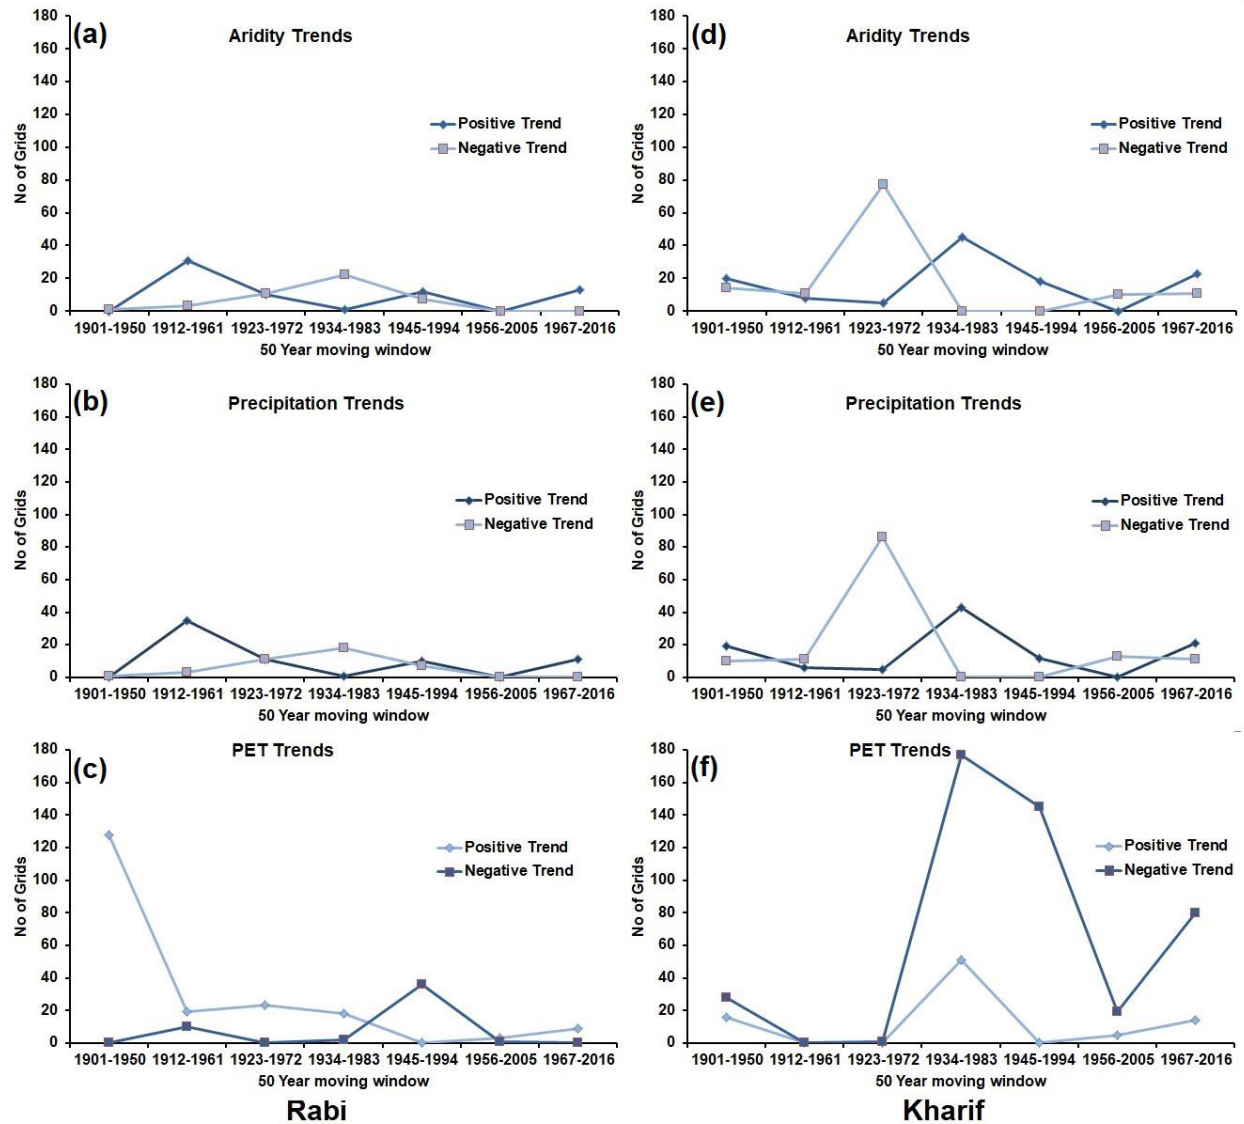 (a)
Aridity Trends
180
160
140
120
100
80
60
40
20
0
No of Grids
Positive Trend
Negative Trend
1901-1950 1912-1961 1923-1972 1934-1983 1945-1994 1956-2005 1967-2016
50 Year moving window
(d)
Aridity Trends
180
160
140
120
100
80
60
40
20
0
No of Grids
Positive Trend
Negative Trend
1901-1950 1912-1961 1923-1972 1934-1983 1945-1994 1956-2005 1967-2016
50 Year moving window
(b)
Precipitation Trends
180
160
140
120
100
80
60
40
20
0
No of Grids
Positive Trend
Negative Trend
1901-1950 1912-1961 1923-1972 1934-1983 1945-1994 1956-2005 1967-2016
50 Year moving window
(e)
Precipitation Trends
180
160
140
120
100
80
60
40
20
0
No of Grids
Positive Trend
Negative Trend
1901-1950 1912-1961 1923-1972 1934-1983 1945-1994 1956-2005 1967-2016
50 Year moving window
(c)
PET Trends
180
160
140
120
100
80
60
40
20
0
No of Grids
Positive Trend
Negative Trend
1901-1950 1912-1961 1923-1972 1934-1983 1945-1994 1956-2005 1967-2016
50 Year moving window
Rabi
(f)
PET Trends
180
160
140
120
100
80
60
40
20
0
No of Grids
Positive Trend
Negative Trend
1901-1950 1912-1961 1923-1972 1934-1983 1945-1994 1956-2005 1967-2016
50 Year moving window
Kharif